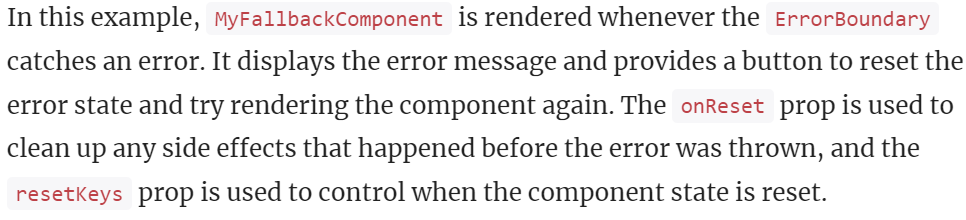 In this example, MyFallbackComponent is rendered whenever the ErrorBoundary
catches an error. It displays the error message and provides a button to reset the
error state and try rendering the component again. The onReset prop is used to
clean up any side effects that happened before the error was thrown, and the
resetKeys prop is used to control when the component state is reset.